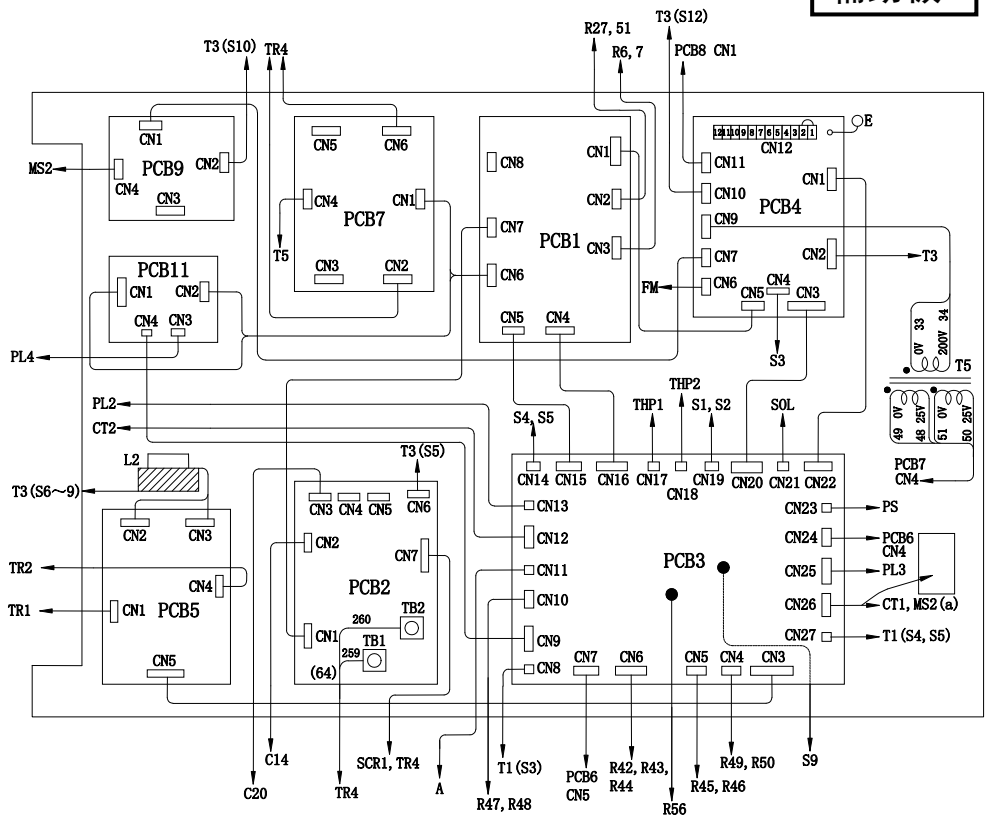 T3(S10)
TR4
R27, 51
R6, 7
T3(S12)
PCB8 CN1
CN1
PCB9
CN2
MS2
CN4
CN3
CN5
CN6
CN4
CN1
PCB7
T5
CN3
CN2
CN8
CN1
CN2
CN7
PCB1
CN3
CN6
CN5
CN4
E
12 11 10 9 8 7 6 5 4 3 2 1
CN12
CN11
CN1
CN10
PCB4
CN9
CN7
CN2
T3
FM
CN6
CN4
CN5
CN3
S3
PCB11
CN1
CN2
CN4
CN3
PL4
0V 33
200V 34
T5
49 0V
48 25V
51 0V
50 25V
PCB7
CN4
PL2
CT2
L2
T3(S6～9)
CN2
CN3
TR2
CN4
PCB5
TR1
CN1
CN5
T3(S5)
CN3
CN4
CN5
CN6
CN2
CN7
PCB2
260
TB2
CN1
259
TB1
(64)
S4, S5
THP1
THP2
S1, S2
SOL
CN14
CN15
CN16
CN17
CN18
CN19
CN20
CN21
CN22
CN13
CN23
PS
CN12
CN24
PCB6
CN4
PCB3
CN11
CN25
PL3
CN10
CN26
CT1, MS2(a)
CN9
CN27
T1(S4, S5)
CN8
CN7
CN6
CN5
CN4
CN3
C20
C14
TR4
SCR1, TR4
A
R47, R48
T1(S3)
PCB6
CN5
R42, R43,
R44
R56
R45, R46
R49, R50
S9